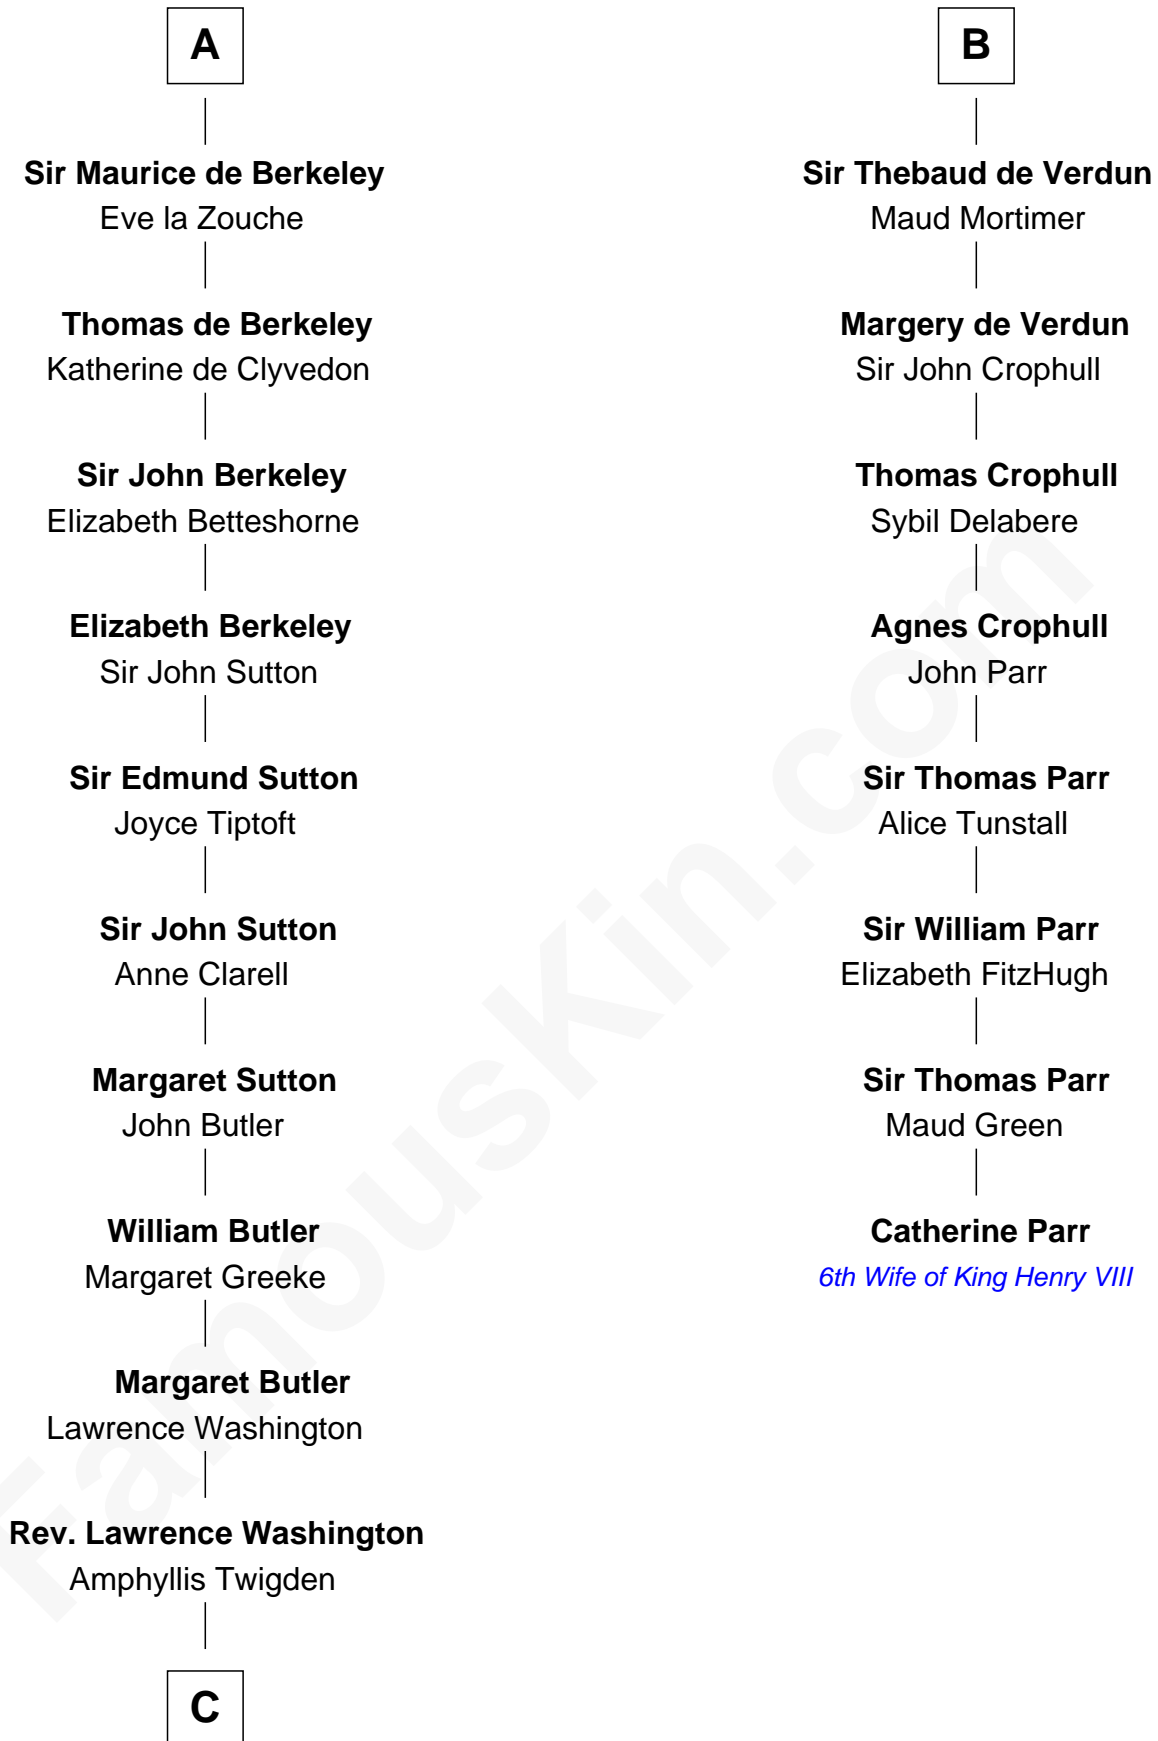 A
Sir Maurice de Berkeley
Eve la Zouche
Thomas de Berkeley
Katherine de Clyvedon
Sir John Berkeley
Elizabeth Betteshorne
Elizabeth Berkeley
Sir John Sutton
Sir Edmund Sutton
Joyce Tiptoft
Sir John Sutton
Anne Clarell
Margaret Sutton
John Butler
William Butler
Margaret Greeke
Margaret Butler
Lawrence Washington
Rev. Lawrence Washington
Amphyllis Twigden
C
B
Sir Thebaud de Verdun
Maud Mortimer
Margery de Verdun
Sir John Crophull
Thomas Crophull
Sybil Delabere
Agnes Crophull
John Parr
Sir Thomas Parr
Alice Tunstall
Sir William Parr
Elizabeth FitzHugh
Sir Thomas Parr
Maud Green
Catherine Parr
6th Wife of King Henry VIII
FamousKin.com